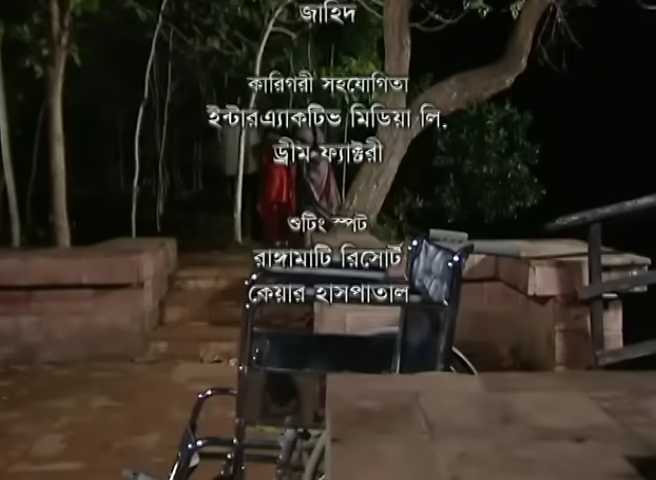 জাহিদ
কারিগরী সহযোগিতা
ইন্টারএ্যাকটিভ মিডিয়া লি.
ড্রীম ফ্যাক্টরী
শুটিং স্পট
রাঙ্গামাটি রিসোর্ট
কেয়ার হাসপাতাল